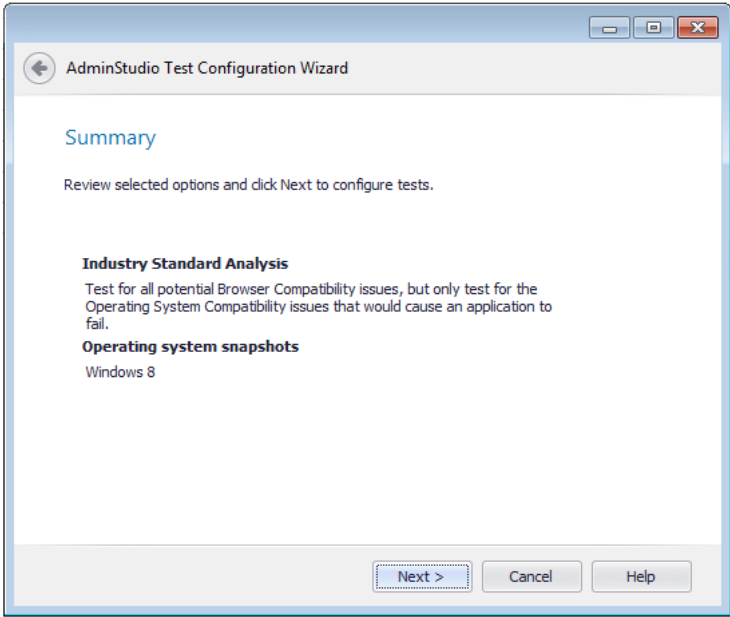 AdminStudio Test Configuration Wizard
Summary
Review selected options and click Next to configure tests.
Industry Standard Analysis
Test for all potential Browser Compatibility issues, but only test for the
Operating System Compatibility issues that would cause an application to
fail.
Operating system snapshots
Windows 8
Next >
Cancel
Help